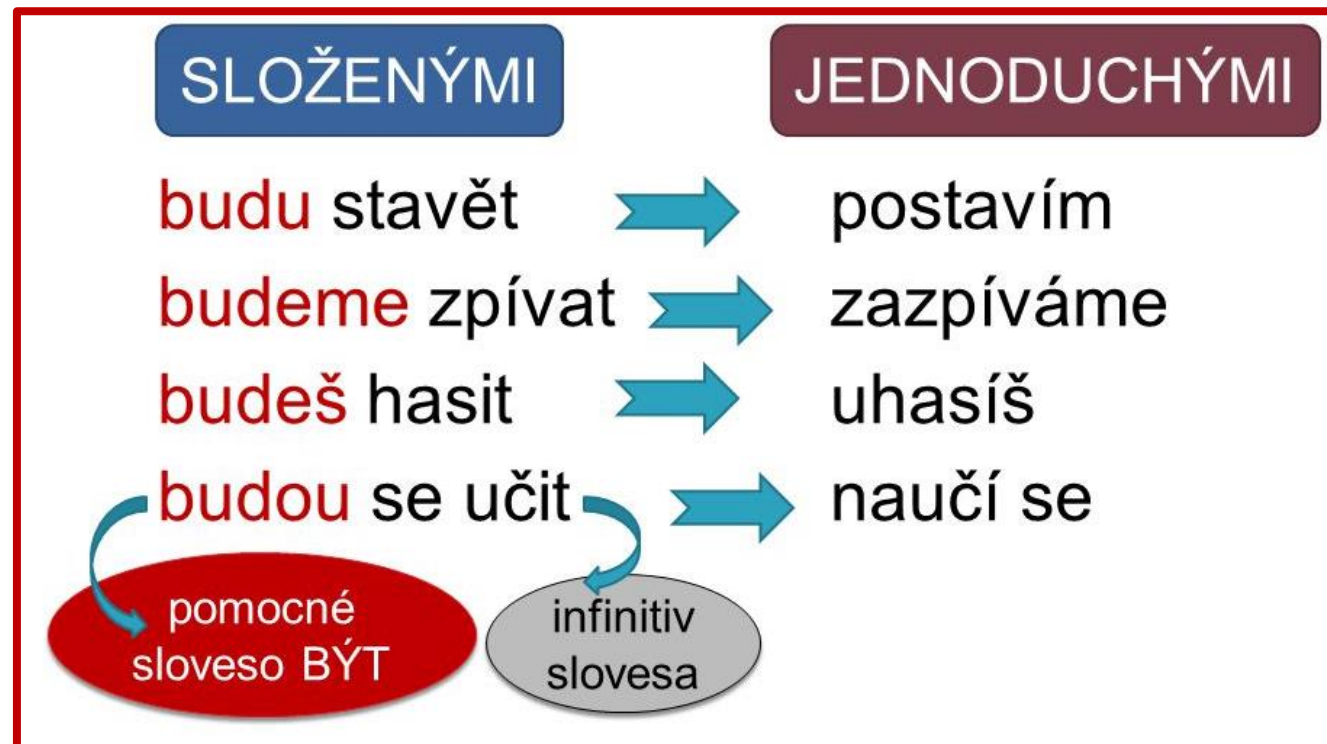 SLOŽENÝMI JEDNODUCHÝMI
budu stavět postavím
budeme zpívat zazpíváme
budeš hasit uhasíš
budou se učit naučí se
pomocné
sloveso BÝT
infinitiv
slovesa